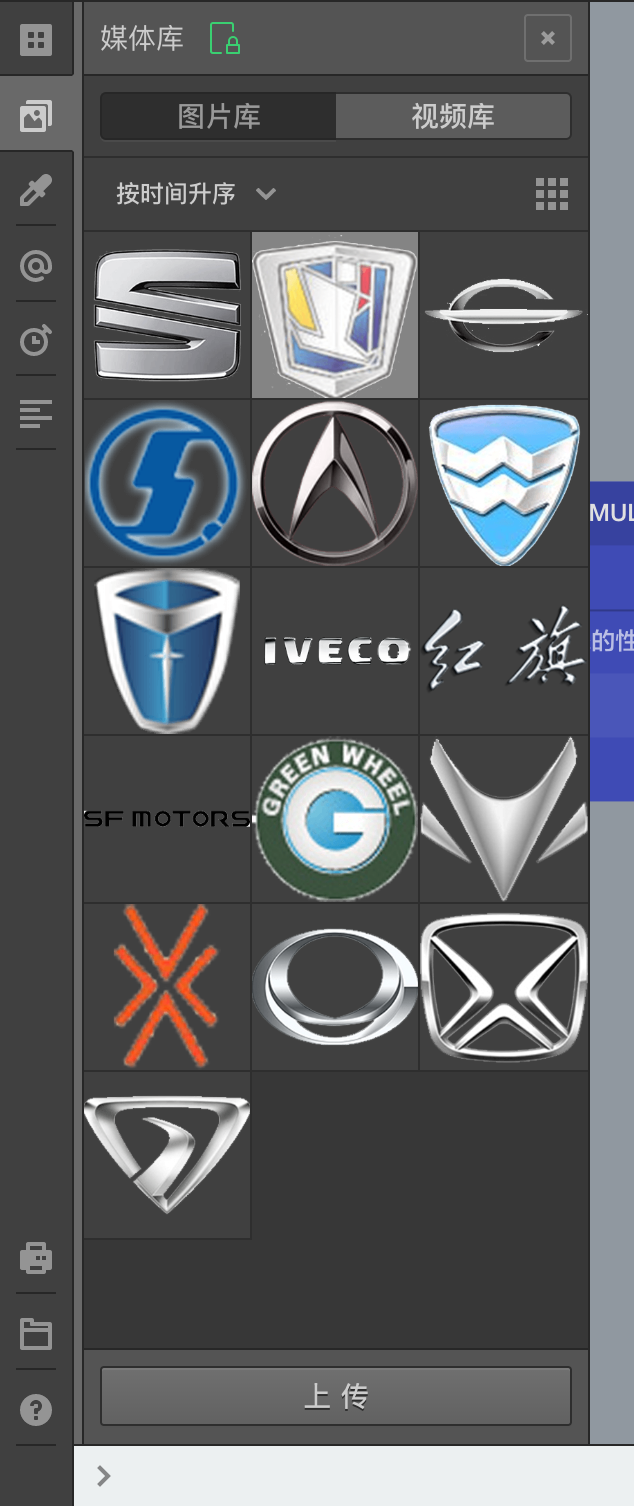 媒体库
图片库
视频库
按时间升序
MUL
的性
IVECO
红旗
SF MOTORS
GREEN WHEEL
G
上传